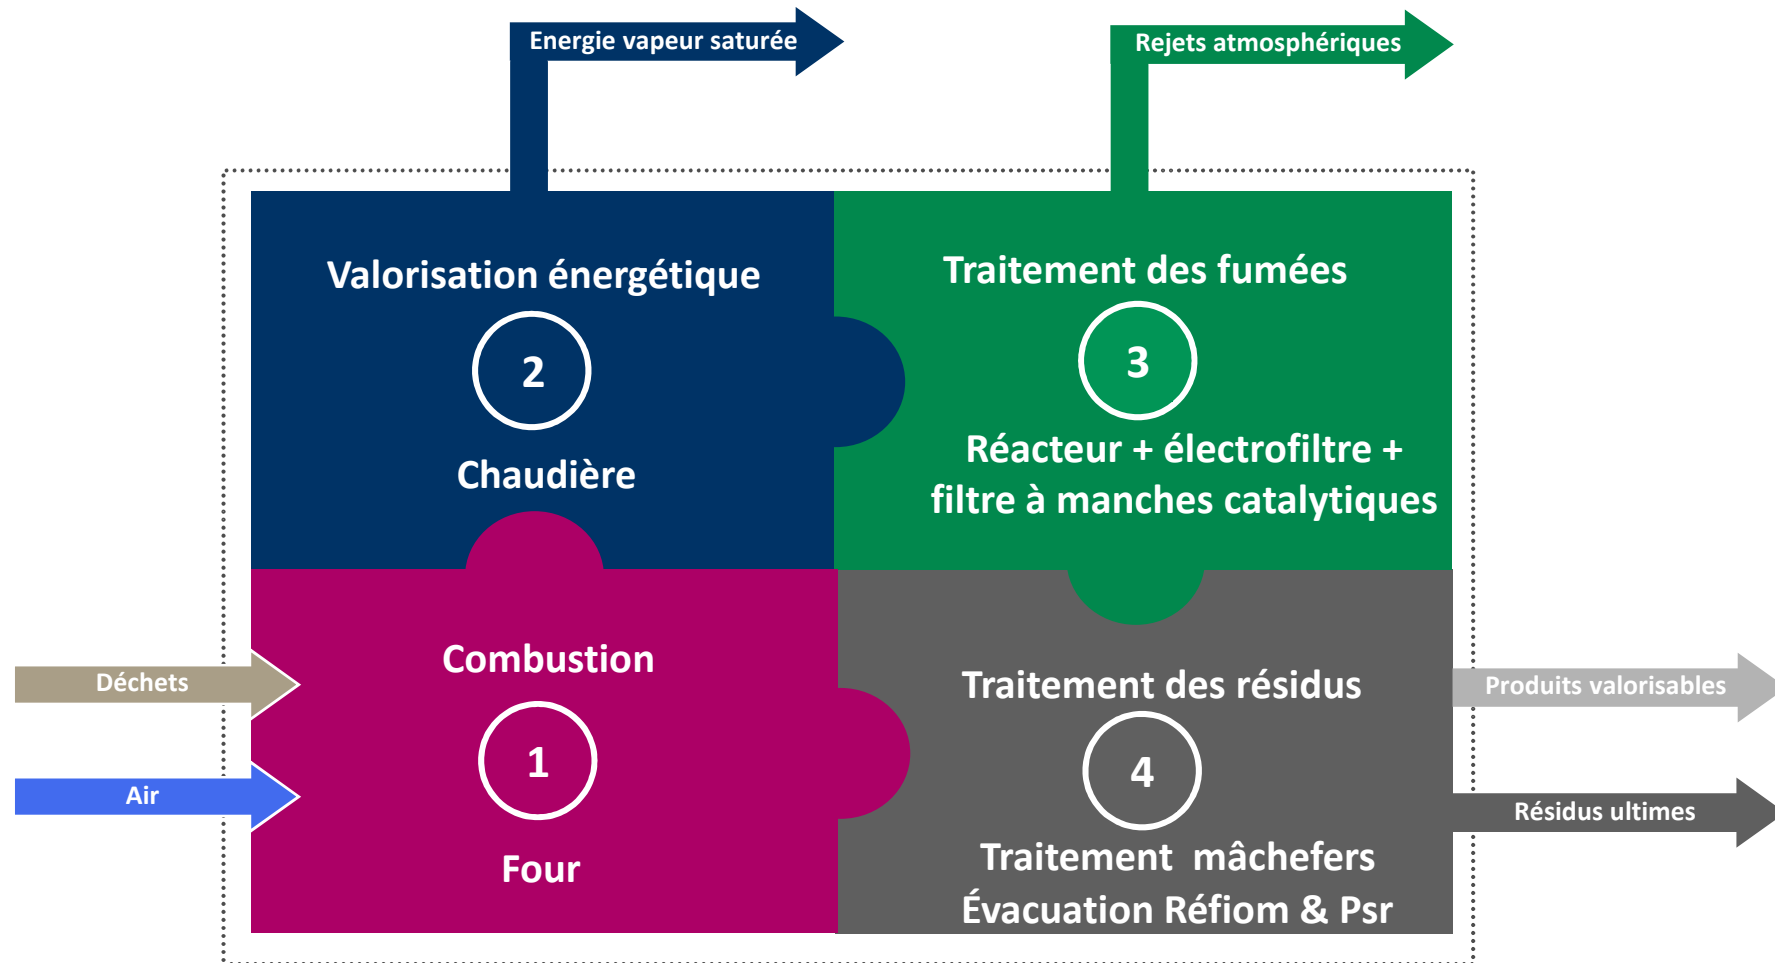 Energie vapeur saturée
Rejets atmosphériques
Valorisation énergétique
2
Chaudière
Traitement des fumées
3
Réacteur + électrofiltre +
filtre à manches catalytiques
Déchets
Air
Combustion
1
Four
Traitement des résidus
4
Traitement mâchefers
Évacuation Réfiom & Psr
Produits valorisables
Résidus ultimes